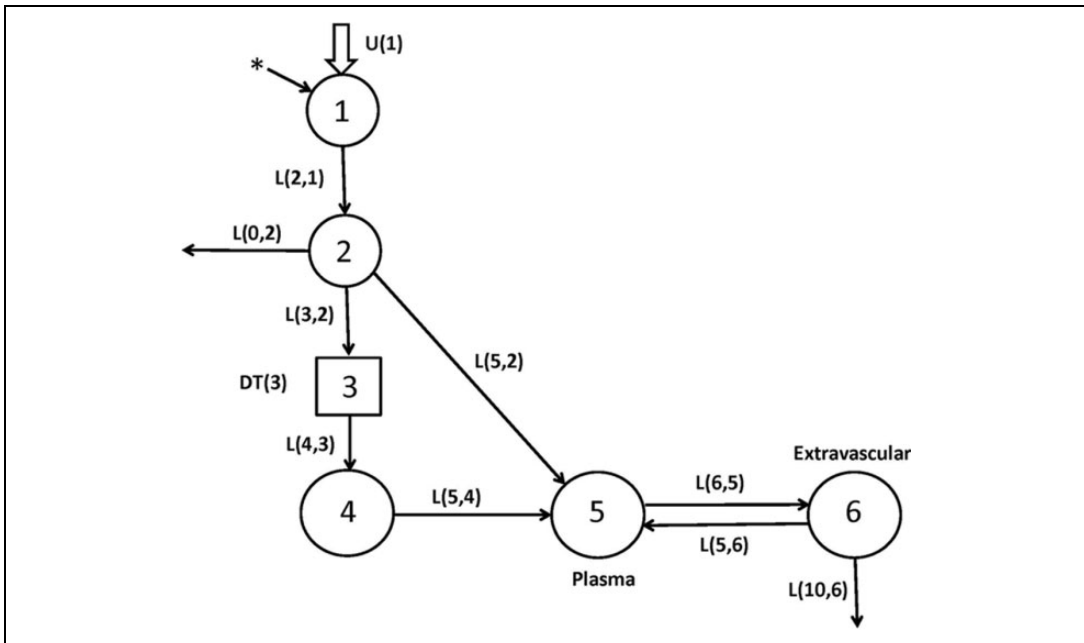 U(1)
*
1
L(2,1)
L(0,2)
2
L(3,2)
L(5,2)
DT(3)
3
L(4,3)
Extravascular
4
L(5,4)
5
L(6,5)
6
L(5,6)
Plasma
L(10,6)